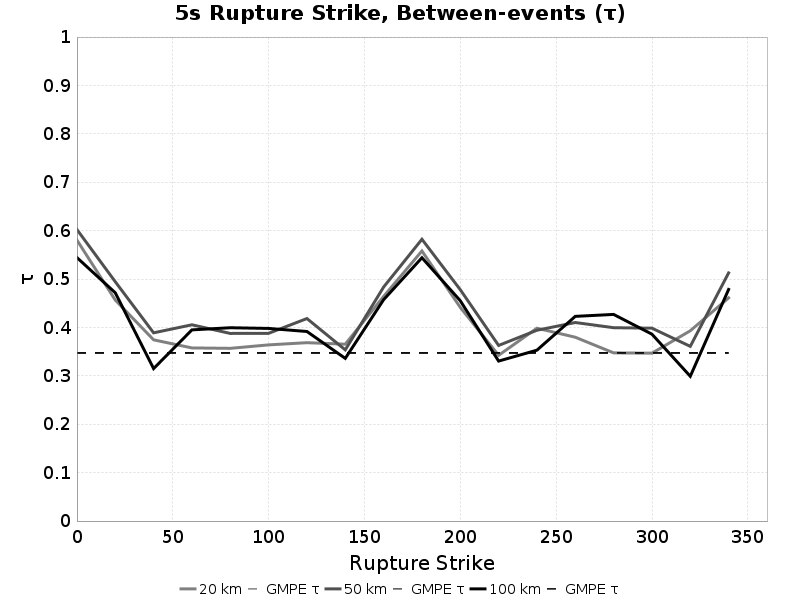 5s Rupture Strike, Between-events (τ)
1
0.9
0.8
0.7
0.6
0.5
0.4
0.3
0.2
0.1
0
τ
0 50 100 150 200 250 300 350
Rupture Strike
20 km GMPE τ 50 km GMPE τ 100 km GMPE τ